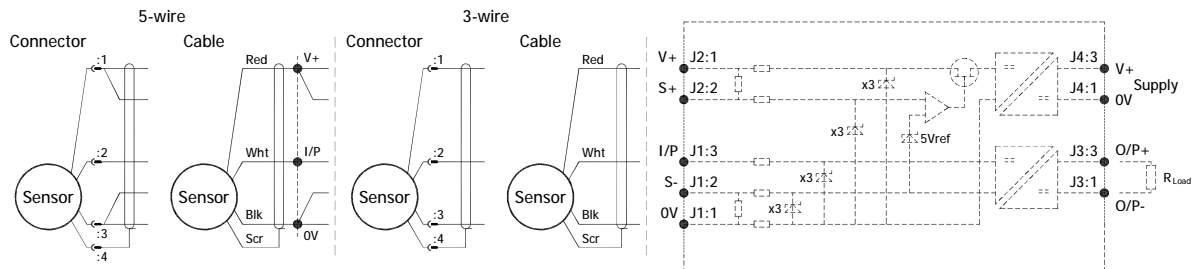 5-wire
Connector
Cable
:1
:2
:3
:4
Sensor
Red
Wht
Blk
Scr
Sensor
V+
I/P
0V
3-wire
Connector
Cable
:1
:2
:3
:4
Sensor
Red
Wht
Blk
Scr
Sensor
V+ J2:1
S+ J2:2
I/P J1:3
S- J1:2
0V J1:1
x3
x3
x3
x3
5Vref
J4:3 V+
Supply
J4:1 0V
J3:3 O/P+
RLoad
J3:1 O/P-